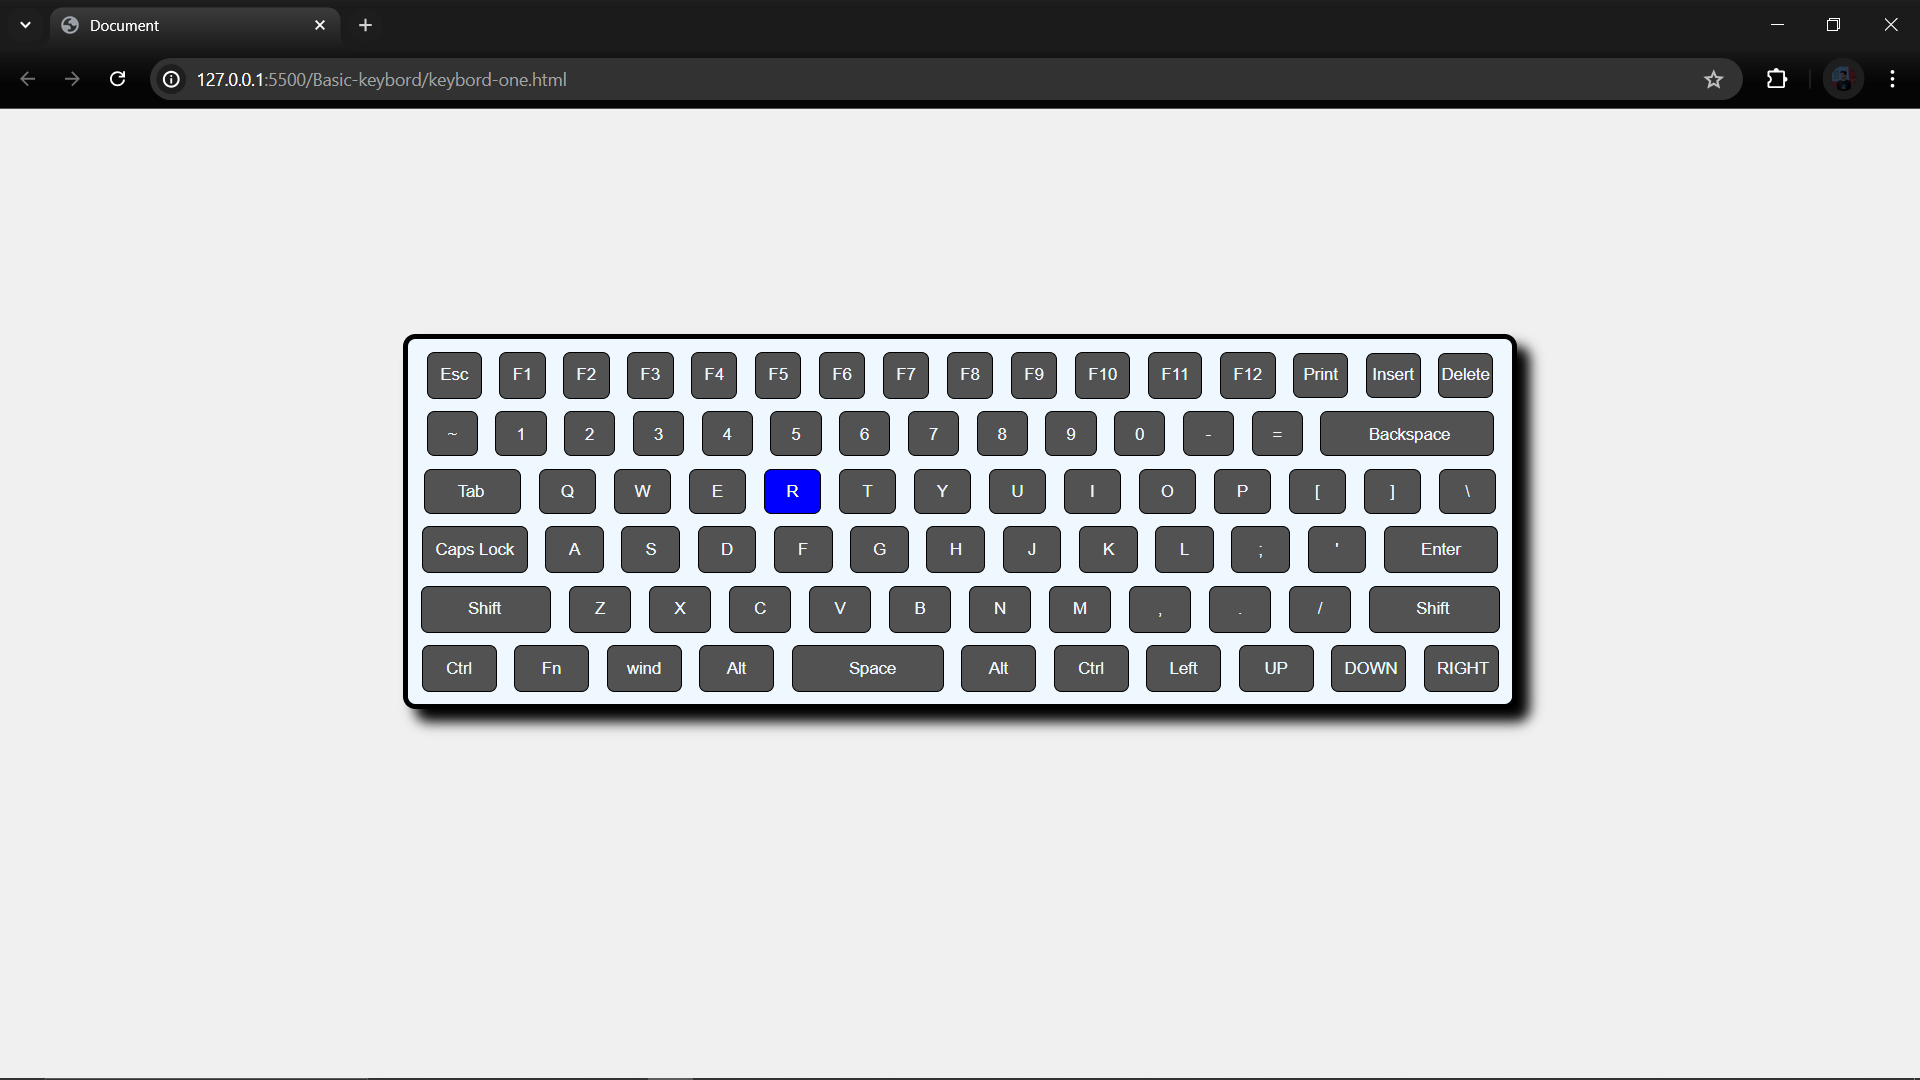 Document
127.0.0.1:5500/Basic-keybord/keybord-one.html
Esc F1 F2 F3 F4 F5 F6 F7 F8 F9 F10 F11 F12 Print Insert Delete
~ 1 2 3 4 5 6 7 8 9 0 - = Backspace
Tab Q W E R T Y U I O P [ ] \
Caps Lock A S D F G H J K L ; ' Enter
Shift Z X C V B N M , . / Shift
Ctrl Fn wind Alt Space Alt Ctrl Left UP DOWN RIGHT